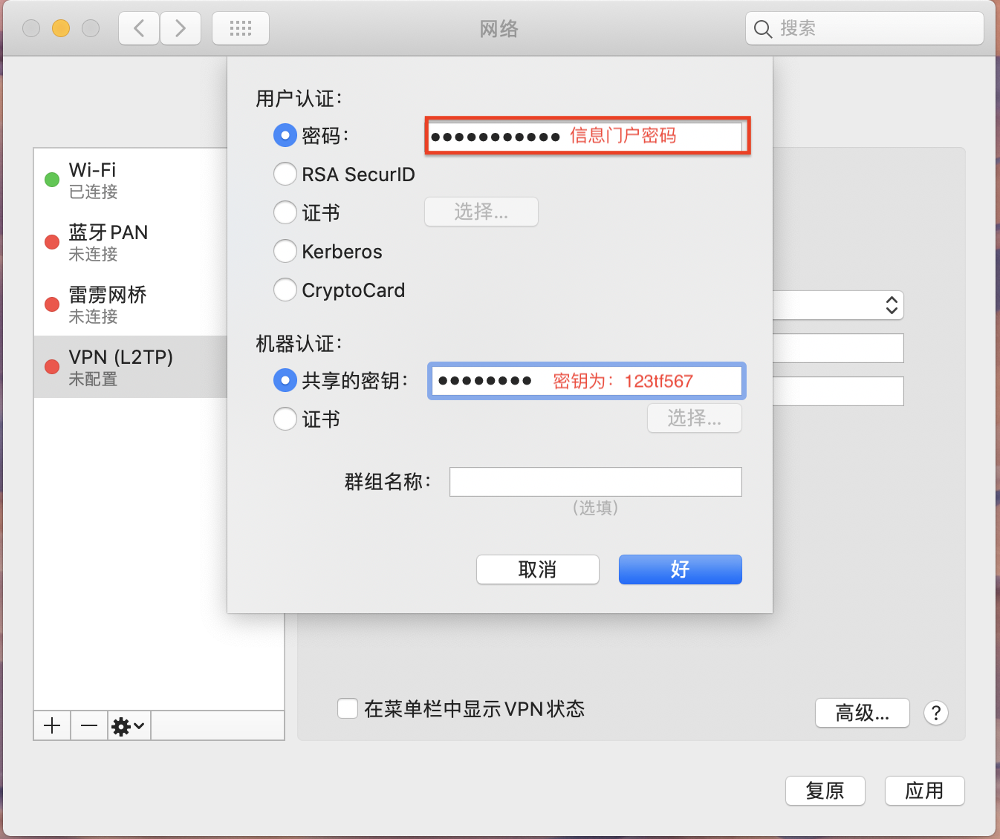 网络
搜索
用户认证：
密码：
信息门户密码
RSA SecurID
证书
选择...
Kerberos
CryptoCard
机器认证：
共享的密钥：
密钥为：123tf567
证书
选择...
群组名称：
（选填）
取消
好
Wi-Fi
已连接
蓝牙 PAN
未连接
雷雳网桥
未连接
VPN (L2TP)
未配置
在菜单栏中显示 VPN 状态
高级...
?
复原
应用